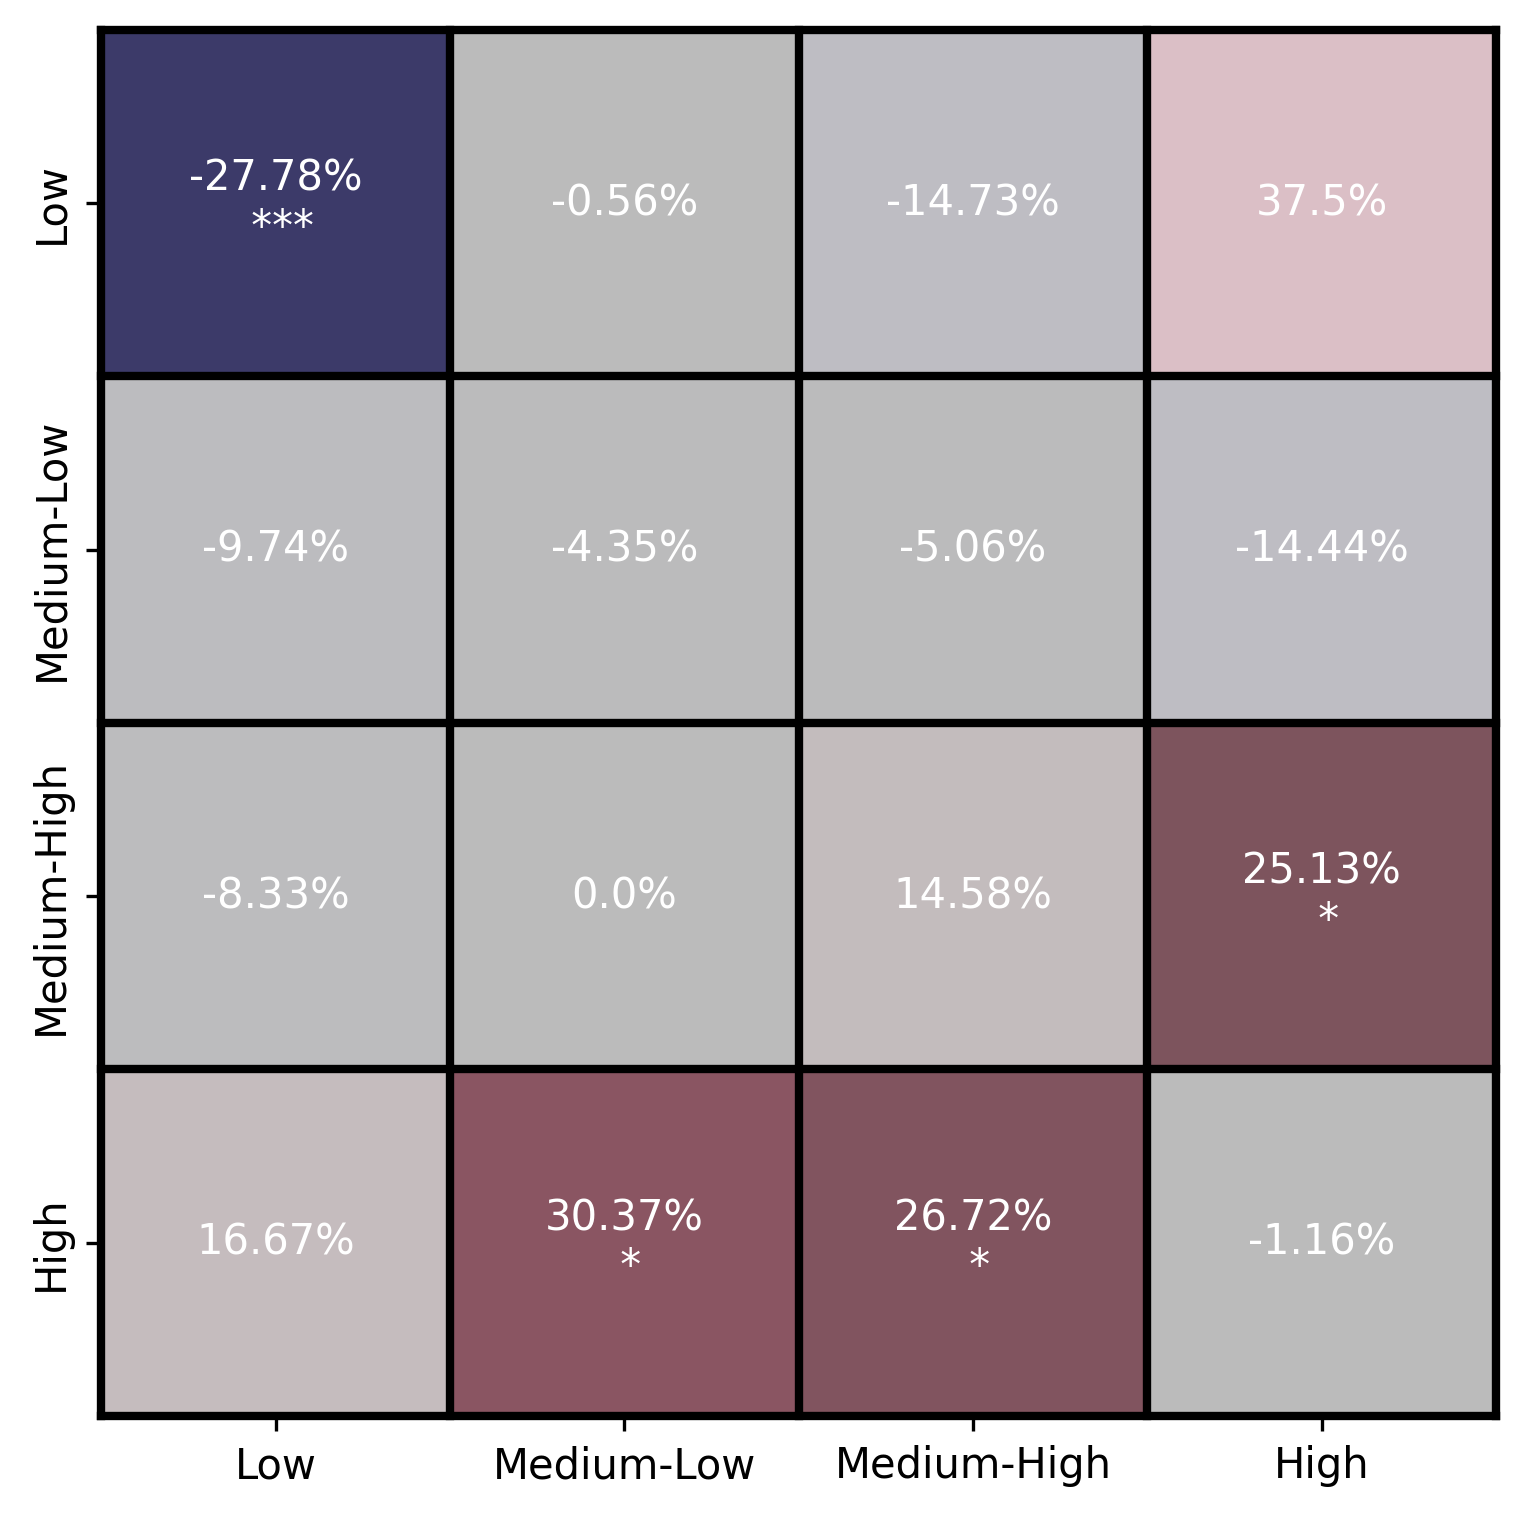 Low
-27.78%
***
-0.56%
-14.73%
37.5%
Medium-Low
-9.74%
-4.35%
-5.06%
-14.44%
Medium-High
-8.33%
0.0%
14.58%
25.13%
*
High
16.67%
30.37%
*
26.72%
*
-1.16%
Low
Medium-Low
Medium-High
High